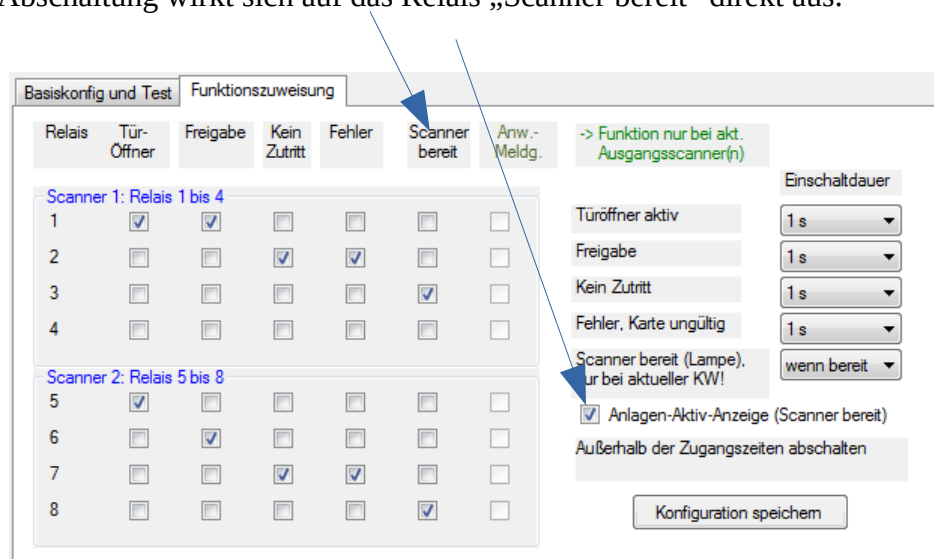 Abschaltung wirkt sich auf das Relais „Scanner bereit“ direkt aus.
Basiskonfig und Test Funktionszuweisung
Relais Tür- Freigabe Kein Fehler Scanner Anw.-
Öffner Zutritt bereit Meldg.
-> Funktion nur bei akt.
Ausgangsscanner(n)
Einschaltdauer
Scanner 1: Relais 1 bis 4
1
2
3
4
Scanner 2: Relais 5 bis 8
5
6
7
8
Türöffner aktiv 1 s
Freigabe 1 s
Kein Zutritt 1 s
Fehler, Karte ungültig 1 s
Scanner bereit (Lampe), wenn bereit
nur bei aktueller KW!
Anlagen-Aktiv-Anzeige (Scanner bereit)
Außerhalb der Zugangszeiten abschalten
Konfiguration speichern